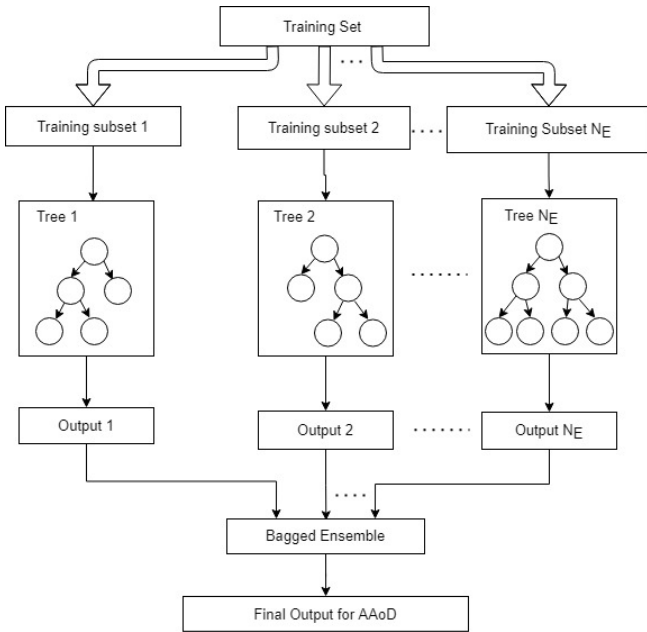 Training Set
Training subset 1
Training subset 2
Training Subset NE
Tree 1
Tree 2
Tree NE
Output 1
Output 2
Output NE
Bagged Ensemble
Final Output for AAoD